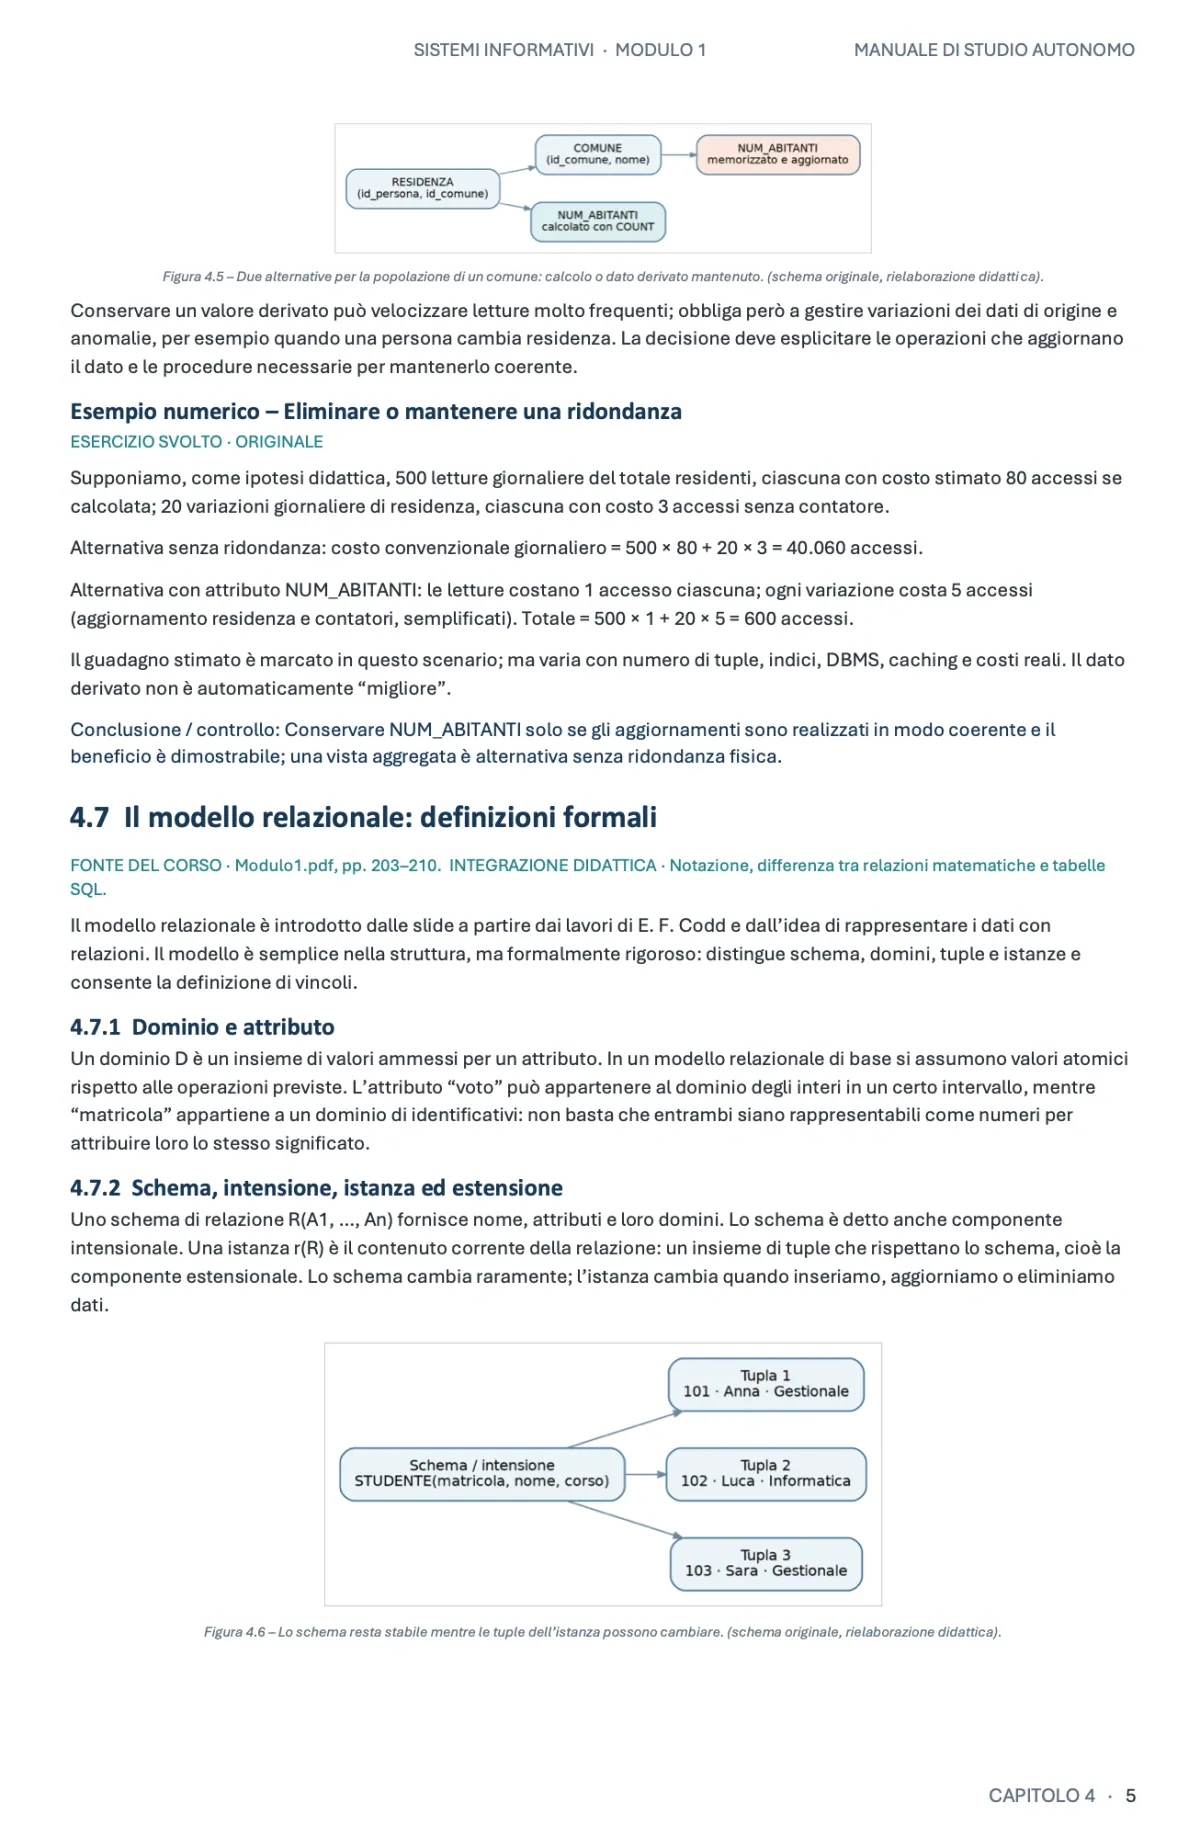 SISTEMI INFORMATIVI · MODULO 1
MANUALE DI STUDIO AUTONOMO
RESIDENZA
(id_persona, id_comune)
COMUNE
(id_comune, nome)
NUM_ABITANTI
memorizzato e aggiornato
NUM_ABITANTI
calcolato con COUNT
Figura 4.5 – Due alternative per la popolazione di un comune: calcolo o dato derivato mantenuto. (schema originale, rielaborazione didattica).
Conservare un valore derivato può velocizzare letture molto frequenti; obbliga però a gestire variazioni dei dati di origine e
anomalie, per esempio quando una persona cambia residenza. La decisione deve esplicitare le operazioni che aggiornano
il dato e le procedure necessarie per mantenerlo coerente.
Esempio numerico – Eliminare o mantenere una ridondanza
ESERCIZIO SVOLTO · ORIGINALE
Supponiamo, come ipotesi didattica, 500 letture giornaliere del totale residenti, ciascuna con costo stimato 80 accessi se
calcolata; 20 variazioni giornaliere di residenza, ciascuna con costo 3 accessi senza contatore.
Alternativa senza ridondanza: costo convenzionale giornaliero = 500 × 80 + 20 × 3 = 40.060 accessi.
Alternativa con attributo NUM_ABITANTI: le letture costano 1 accesso ciascuna; ogni variazione costa 5 accessi
(aggiornamento residenza e contatori, semplificati). Totale = 500 × 1 + 20 × 5 = 600 accessi.
Il guadagno stimato è marcato in questo scenario; ma varia con numero di tuple, indici, DBMS, caching e costi reali. Il dato
derivato non è automaticamente “migliore”.
Conclusione / controllo: Conservare NUM_ABITANTI solo se gli aggiornamenti sono realizzati in modo coerente e il
beneficio è dimostrabile; una vista aggregata è alternativa senza ridondanza fisica.
4.7 Il modello relazionale: definizioni formali
FONTE DEL CORSO · Modulo1.pdf, pp. 203–210. INTEGRAZIONE DIDATTICA · Notazione, differenza tra relazioni matematiche e tabelle
SQL.
Il modello relazionale è introdotto dalle slide a partire dai lavori di E. F. Codd e dall’idea di rappresentare i dati con
relazioni. Il modello è semplice nella struttura, ma formalmente rigoroso: distingue schema, domini, tuple e istanze e
consente la definizione di vincoli.
4.7.1 Dominio e attributo
Un dominio D è un insieme di valori ammessi per un attributo. In un modello relazionale di base si assumono valori atomici
rispetto alle operazioni previste. L’attributo “voto” può appartenere al dominio degli interi in un certo intervallo, mentre
“matricola” appartiene a un dominio di identificativi: non basta che entrambi siano rappresentabili come numeri per
attribuire loro lo stesso significato.
4.7.2 Schema, intensione, istanza ed estensione
Uno schema di relazione R(A1, ..., An) fornisce nome, attributi e loro domini. Lo schema è detto anche componente
intensionale. Una istanza r(R) è il contenuto corrente della relazione: un insieme di tuple che rispettano lo schema, cioè la
componente estensionale. Lo schema cambia raramente; l’istanza cambia quando inseriamo, aggiorniamo o eliminiamo
dati.
Schema / intensione
STUDENTE(matricola, nome, corso)
Tupla 1
101 · Anna · Gestionale
Tupla 2
102 · Luca · Informatica
Tupla 3
103 · Sara · Gestionale
Figura 4.6 – Lo schema resta stabile mentre le tuple dell’istanza possono cambiare. (schema originale, rielaborazione didattica).
CAPITOLO 4 · 5